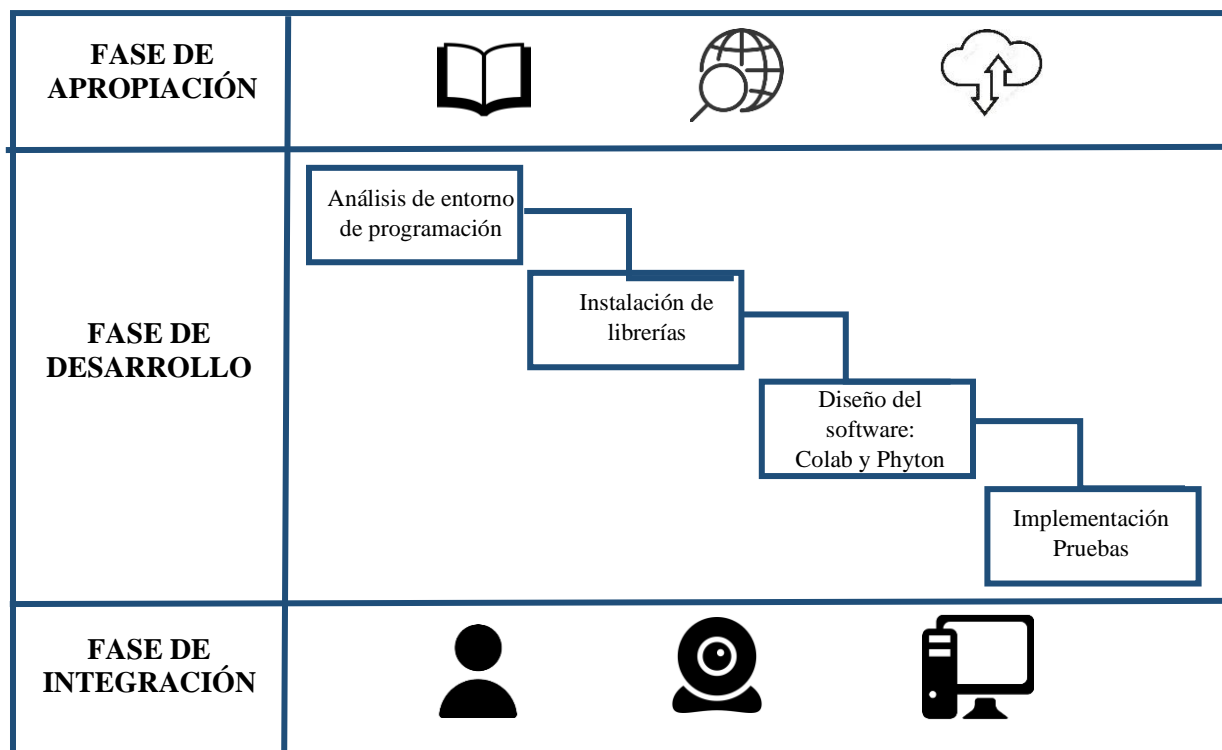 FASE DE
APROPIACIÓN
Análisis de entorno
de programación
Instalación de
librerías
FASE DE
DESARROLLO
Diseño del
software:
Colab y Phyton
Implementación
Pruebas
FASE DE
INTEGRACIÓN